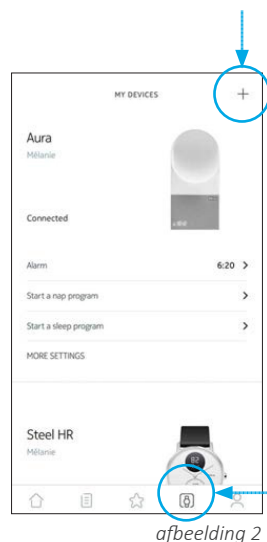 MY DEVICES +
Aura
Mélanie
Connected
Alarm 6:20 >
Start a nap program >
Start a sleep program >
MORE SETTINGS
Steel HR
Mélanie
82
afbeelding 2